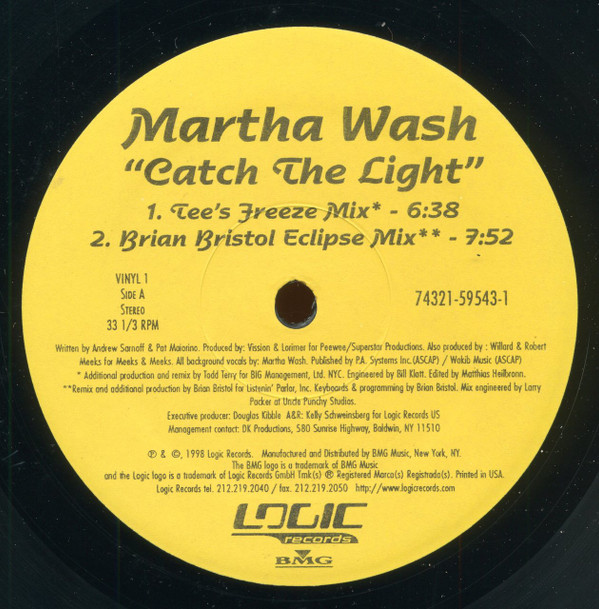 Martha Wash
“Catch The Light”
1. Tee's Freeze Mix* - 6:38
2. Brian Bristol Eclipse Mix** - 7:52
VINYL 1
SIDE A
STEREO
33 1/3 RPM
74321-59543-1
Written by Andrew Sarnoff & Pat Maiorino. Produced by: Vission & Lorimer for Peewee/Superstar Productions. Also produced by : Willard & Robert
Meeks for Meeks & Meeks. All background vocals by: Martha Wash. Published by P.A. Systems Inc.(ASCAP) / Wakib Music (ASCAP)
* Additional production and remix by Todd Terry for BIG Management, Ltd. NYC. Engineered by Bill Klatt. Edited by Matthias Heilbronn.
**Remix and additional production by Brian Bristol for Listenin' Parlor, Inc. Keyboards & programming by Brian Bristol. Mix engineered by Larry
Packer at Uncle Punchy Studios.
Executive producer: Douglas Kibble A&R: Kelly Schweinsberg for Logic Records US
Management contact: DK Productions, 580 Sunrise Highway, Baldwin, NY 11510
℗ & ©, 1998 Logic Records. Manufactured and Distributed by BMG Music, New York, NY.
The BMG logo is a trademark of BMG Music
and the Logic logo is a trademark of Logic Records GmbH Tmk(s) ® Registered Marca(s) Registrada(s). Printed in USA.
Logic Records tel. 212.219.2040 / fax. 212.219.2050 http://www.logicrecords.com
LOGIC
records
BMG